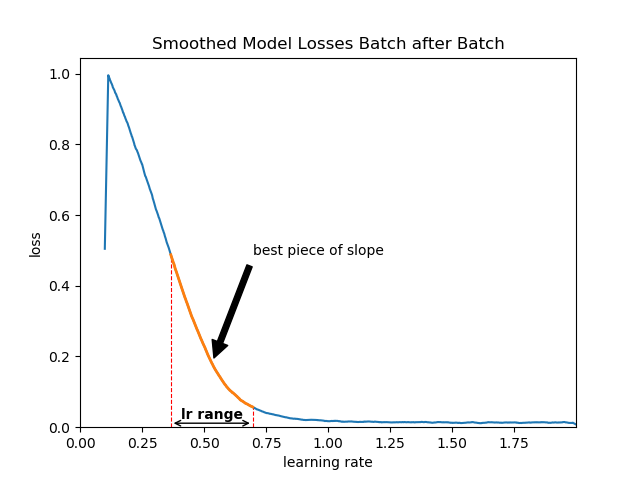 Smoothed Model Losses Batch after Batch
1.0
0.8
0.6
0.4
0.2
0.0
loss
best piece of slope
lr range
0.00 0.25 0.50 0.75 1.00 1.25 1.50 1.75
learning rate